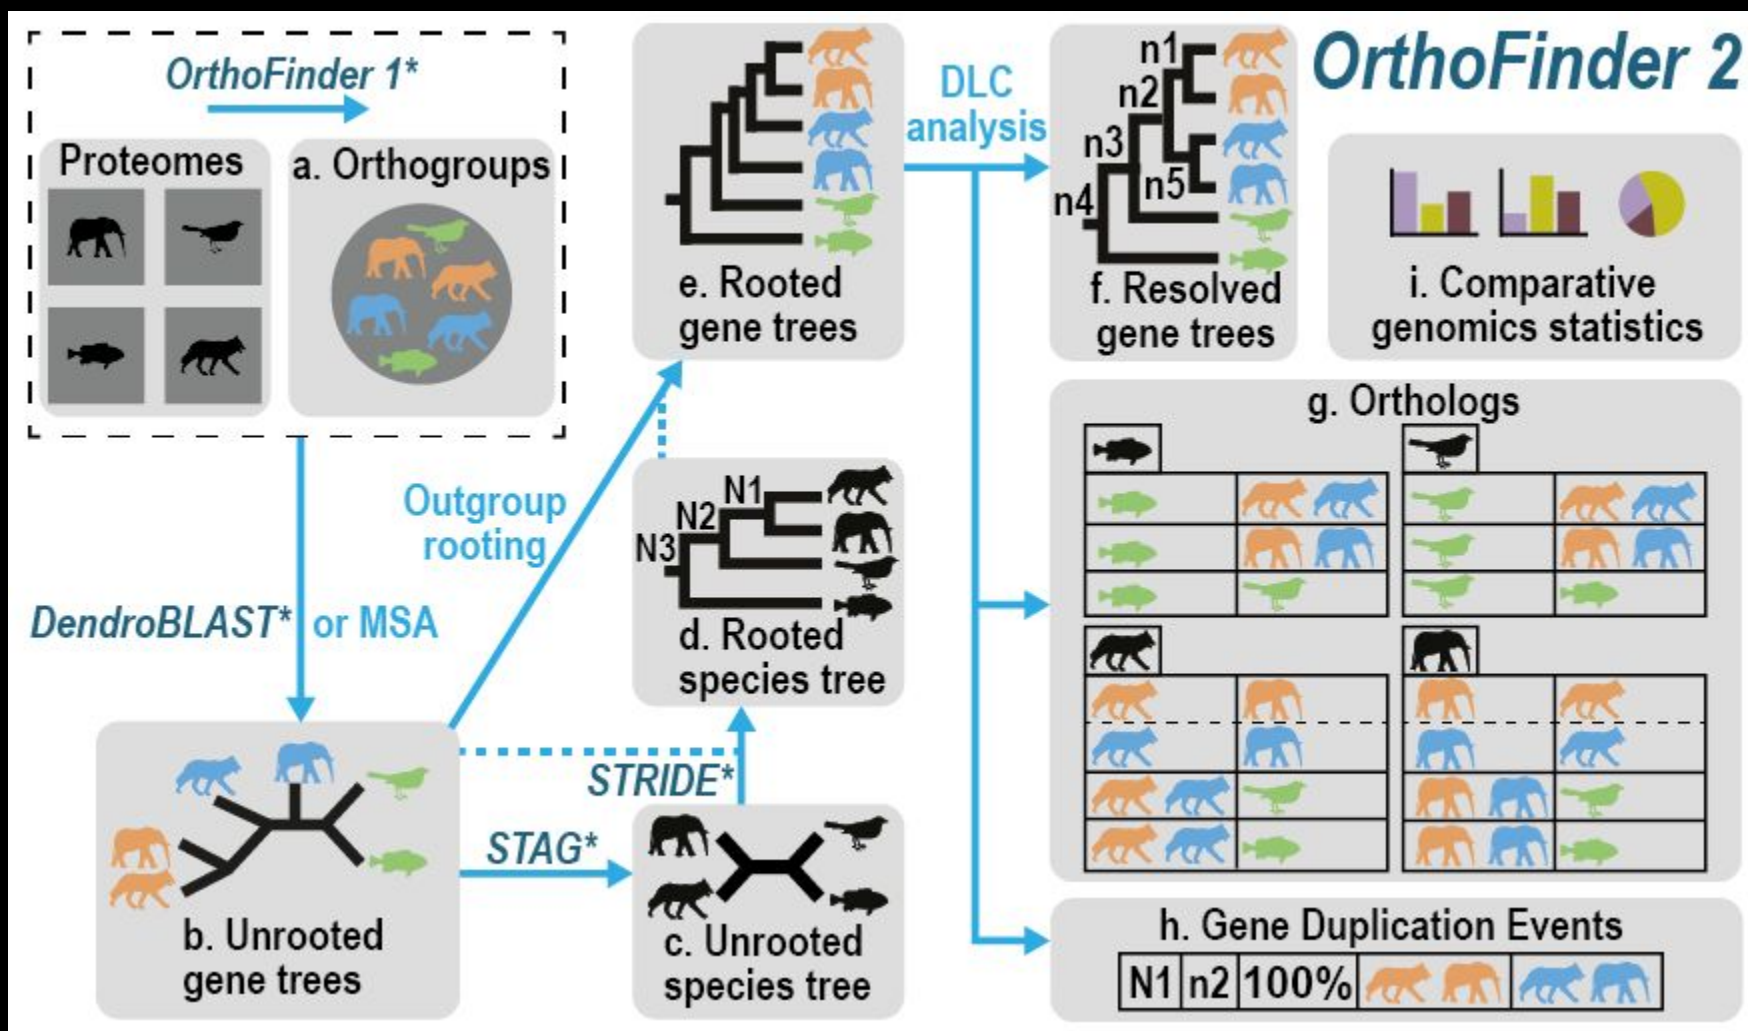 OrthoFinder 1*
Proteomes
a. Orthogroups
DendroBLAST* or MSA
b. Unrooted
gene trees
STAG*
c. Unrooted
species tree
STRIDE*
N1
N2
N3
d. Rooted
species tree
Outgroup
rooting
e. Rooted
gene trees
DLC
analysis
n1
n2
n3
n5
n4
f. Resolved
gene trees
OrthoFinder 2
i. Comparative
genomics statistics
g. Orthologs
h. Gene Duplication Events
N1 n2 100%